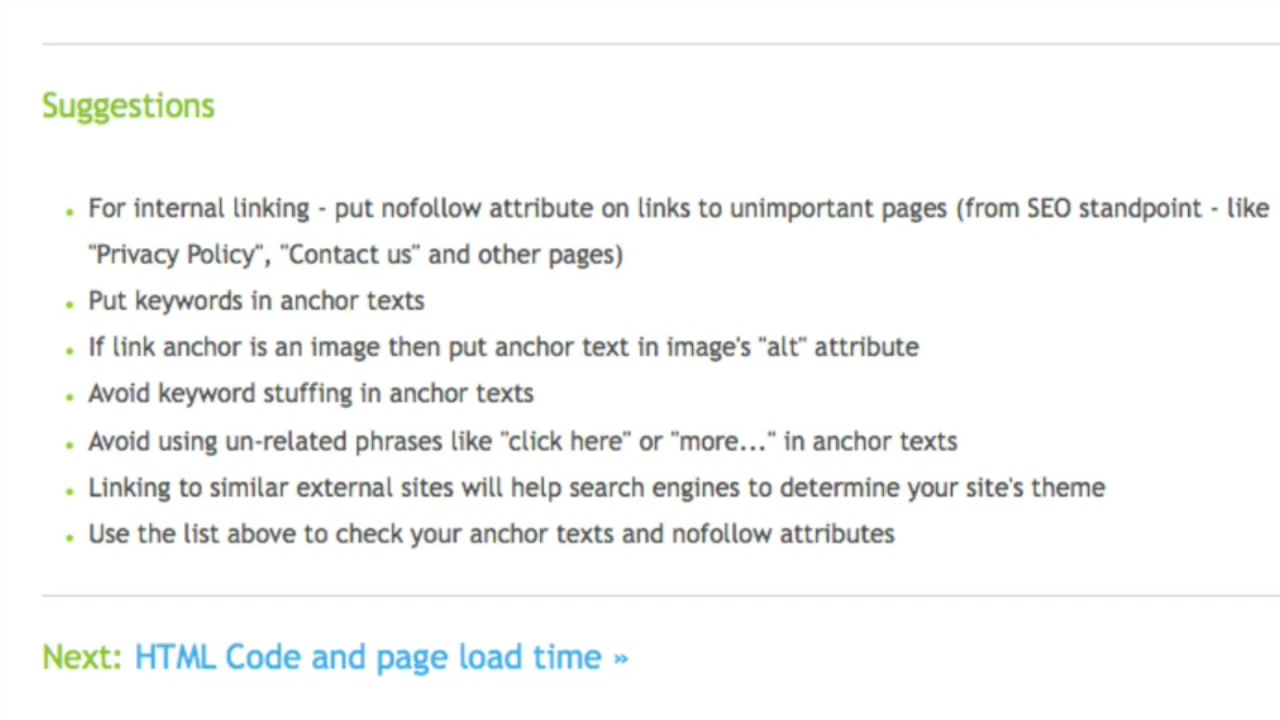 Suggestions
For internal linking - put nofollow attribute on links to unimportant pages (from SEO standpoint - like
"Privacy Policy", "Contact us" and other pages)
Put keywords in anchor texts
If link anchor is an image then put anchor text in image's "alt" attribute
Avoid keyword stuffing in anchor texts
Avoid using un-related phrases like "click here" or "more..." in anchor texts
Linking to similar external sites will help search engines to determine your site's theme
Use the list above to check your anchor texts and nofollow attributes
Next: HTML Code and page load time »